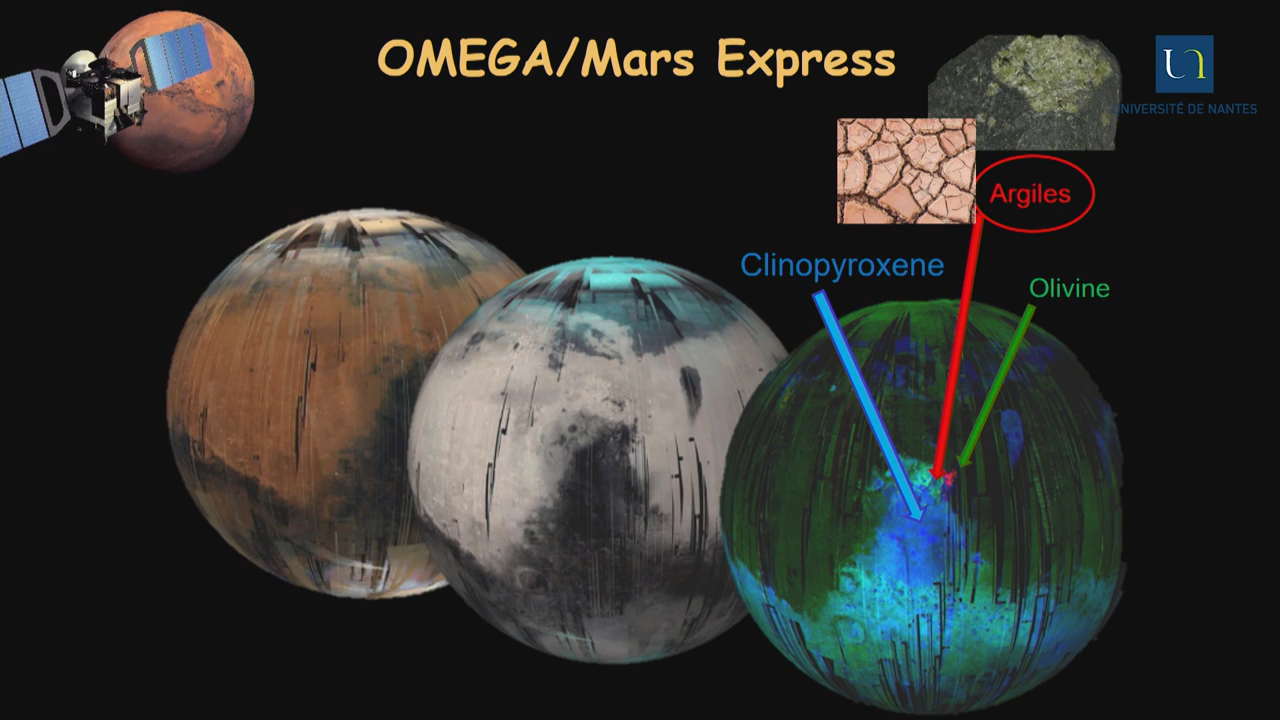 OMEGA/Mars Express
UNIVERSITÉ DE NANTES
Argiles
Clinopyroxene
Olivine